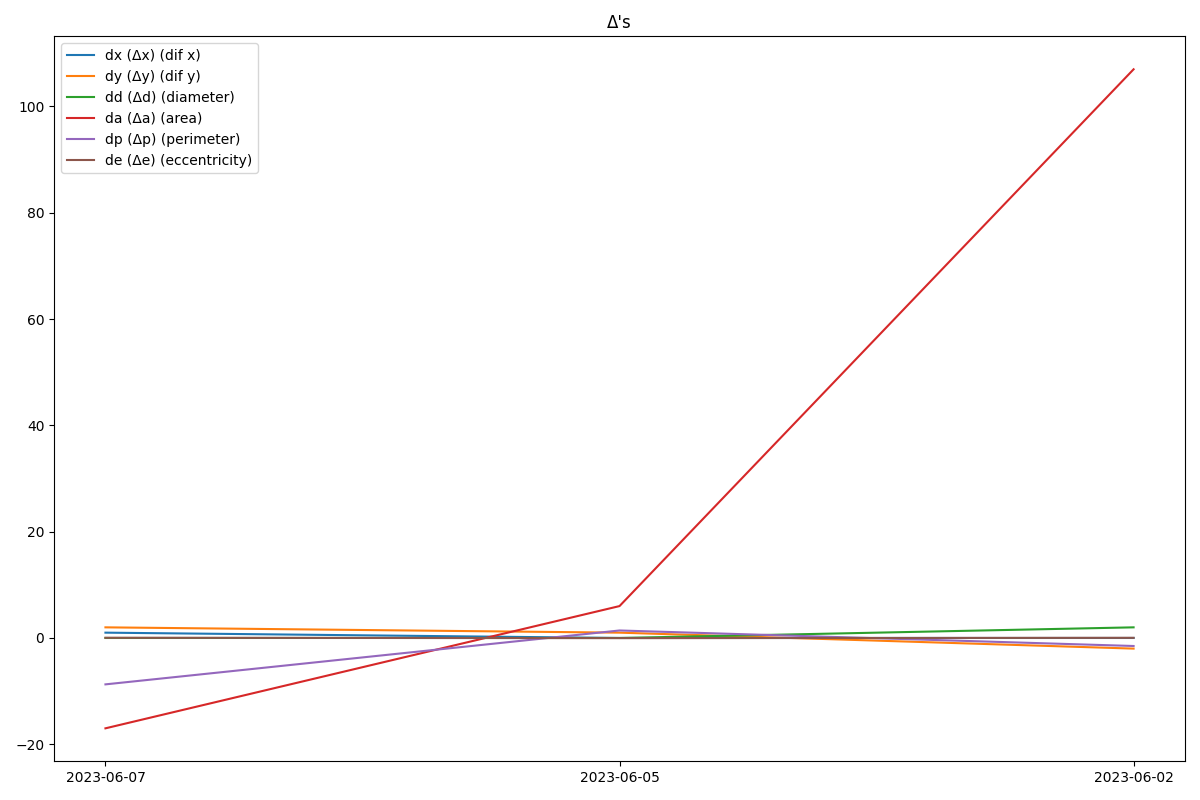 Δ's
dx (Δx) (dif x)
dy (Δy) (dif y)
dd (Δd) (diameter)
da (Δa) (area)
dp (Δp) (perimeter)
de (Δe) (eccentricity)
100
80
60
40
20
0
−20
2023-06-07 2023-06-05 2023-06-02